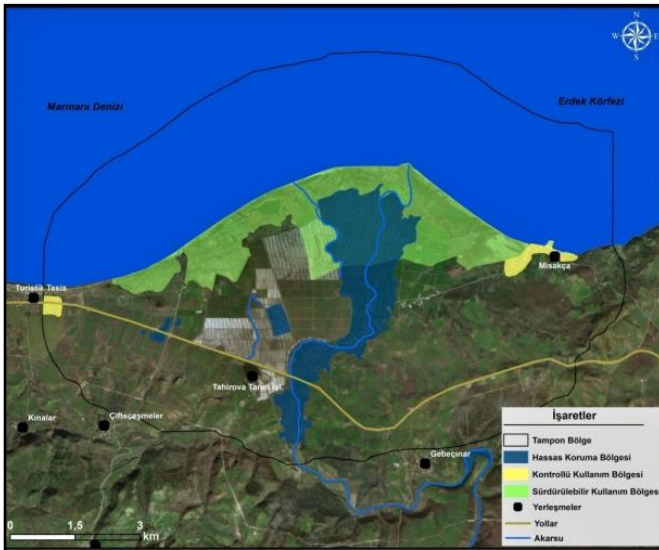 N
W E
S
Marmara Denizi
Erdek Körfezi
Misakça
Turistik Tesis
Tahirova Tarım İşl.
Kınalar
Çifteçeşmeler
Gebeçınar
İşaretler
Tampon Bölge
Hassas Koruma Bölgesi
Kontrollü Kullanım Bölgesi
Sürdürülebilir Kullanım Bölgesi
Yerleşmeler
Yollar
Akarsu
0 1,5 3
km